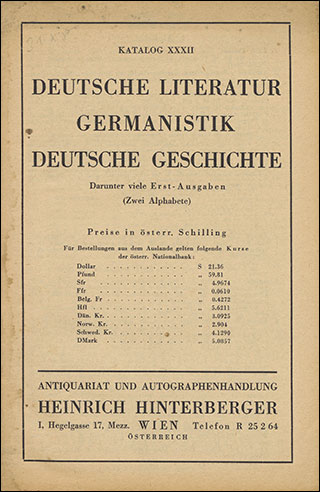 KATALOG XXXII
DEUTSCHE LITERATUR
GERMANISTIK
DEUTSCHE GESCHICHTE
Darunter viele Erst-Ausgaben
(Zwei Alphabete)
Preise in österr. Schilling
Für Bestellungen aus dem Auslande gelten folgende Kurse
der österr. Nationalbank:
Dollar . . . . . . . . . . . S 21.36
Pfund . . . . . . . . . . . „ 59.81
Sfr . . . . . . . . . . . „ 4.9674
Ffr . . . . . . . . . . . „ 0.0610
Belg. Fr . . . . . . . . . . . „ 0.4272
Hfl . . . . . . . . . . . „ 5.6211
Dän. Kr. . . . . . . . . . . . „ 3.0925
Norw. Kr. . . . . . . . . . . . „ 2.904
Schwed. Kr. . . . . . . . . . . . „ 4.1290
DMark . . . . . . . . . . . „ 5.0857
ANTIQUARIAT UND AUTOGRAPHENHANDLUNG
HEINRICH HINTERBERGER
I, Hegelgasse 17, Mezz. WIEN Telefon R 25 2 64
ÖSTERREICH